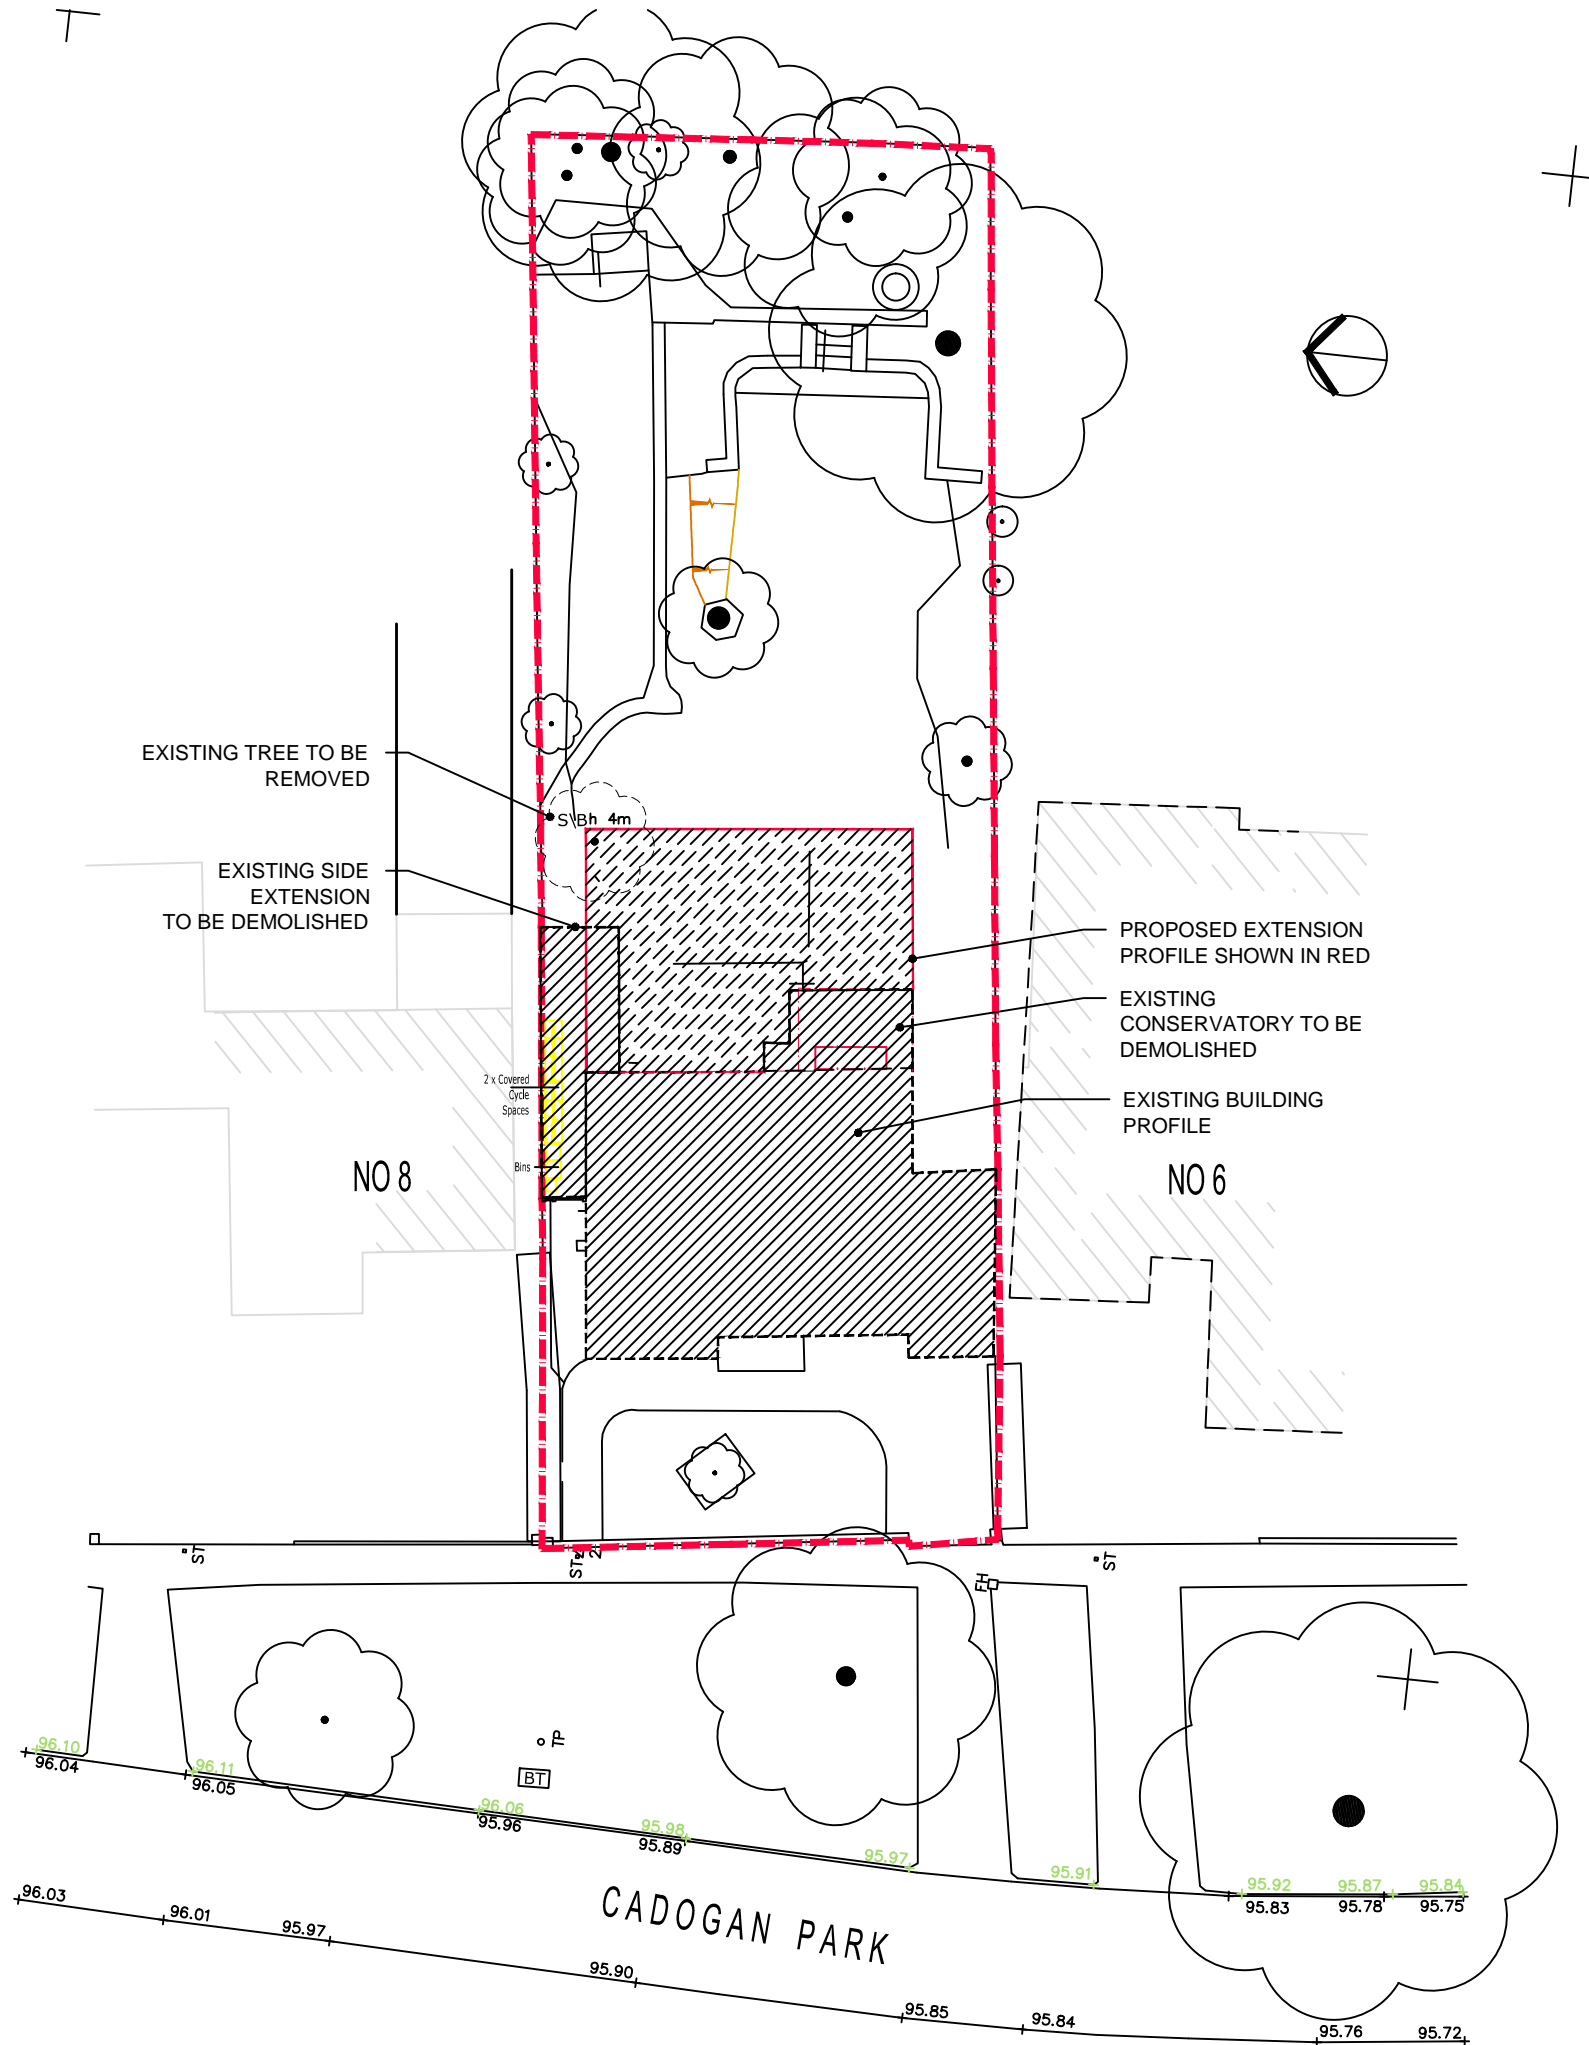 EXISTING TREE TO BE
REMOVED
h 4m
EXISTING SIDE
EXTENSION
TO BE DEMOLISHED
PROPOSED EXTENSION
PROFILE SHOWN IN RED
EXISTING
CONSERVATORY TO BE
DEMOLISHED
2 x Covered
Cycle
Spaces
EXISTING BUILDING
PROFILE
Bins
NO 8
NO 6
ST
ST
2
ST
FH
TP
BT
96.10
96.04
96.11
96.05
96.06
95.96
95.98
95.89
95.97
95.91
95.92
95.83
95.87
95.78
95.84
95.75
CADOGAN PARK
96.03
96.01
95.97
95.90
95.85
95.84
95.76
95.72